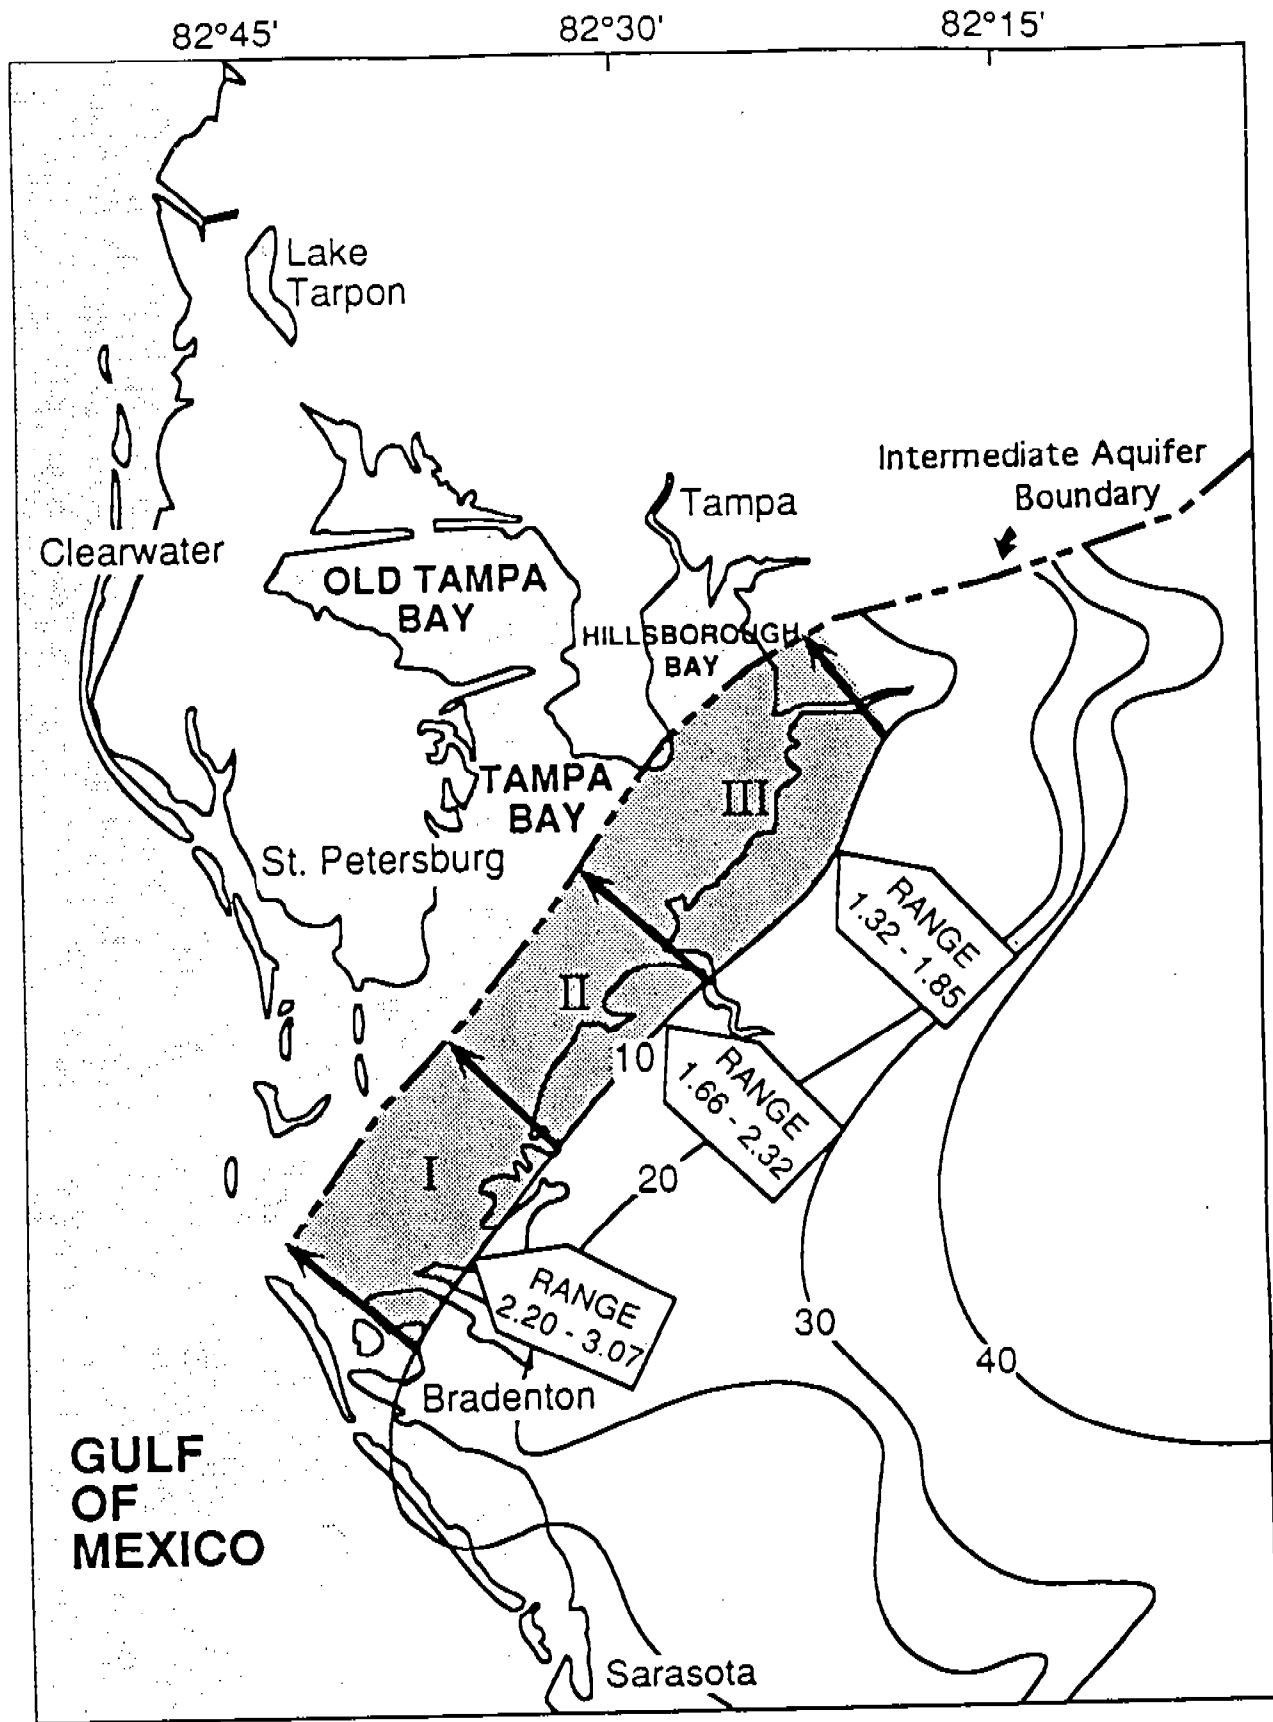 82°45'
82°30'
82°15'
Lake
Tarpon
Intermediate Aquifer
Boundary
Tampa
Clearwater
OLD TAMPA
BAY
HILLSBOROUGH
BAY
TAMPA
BAY
III
St. Petersburg
RANGE
1.32 - 1.85
II
10
RANGE
1.66 - 2.32
I
20
RANGE
2.20 - 3.07
30
40
Bradenton
GULF
OF
MEXICO
Sarasota